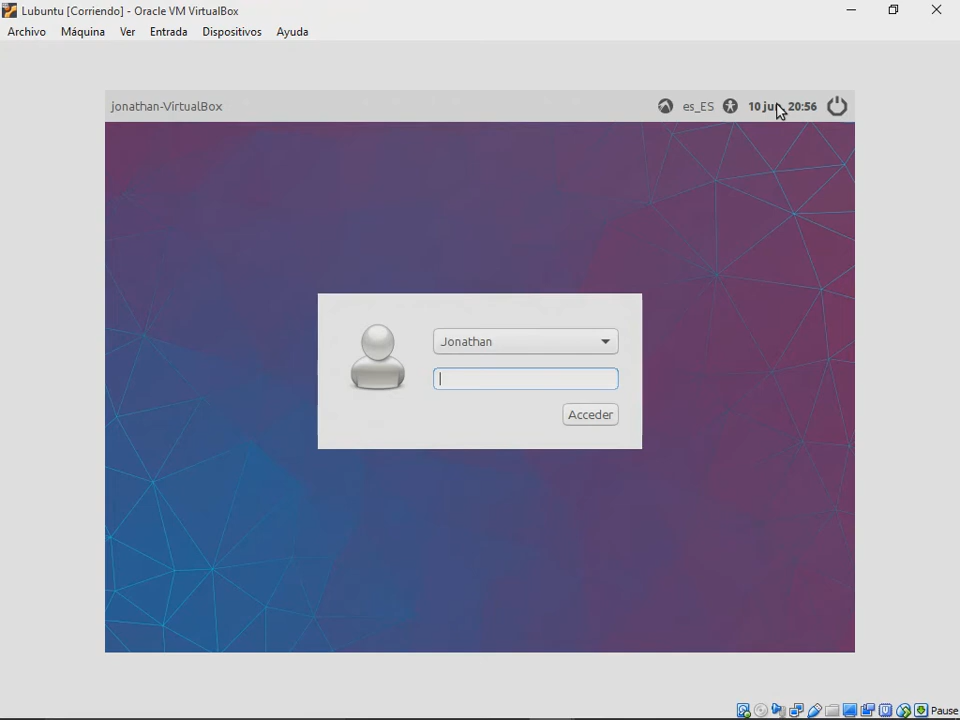 Lubuntu [Corriendo] - Oracle VM VirtualBox
Archivo Máquina Ver Entrada Dispositivos Ayuda
jonathan-VirtualBox es_ES 10 20:56
Jonathan
Acceder
Pause